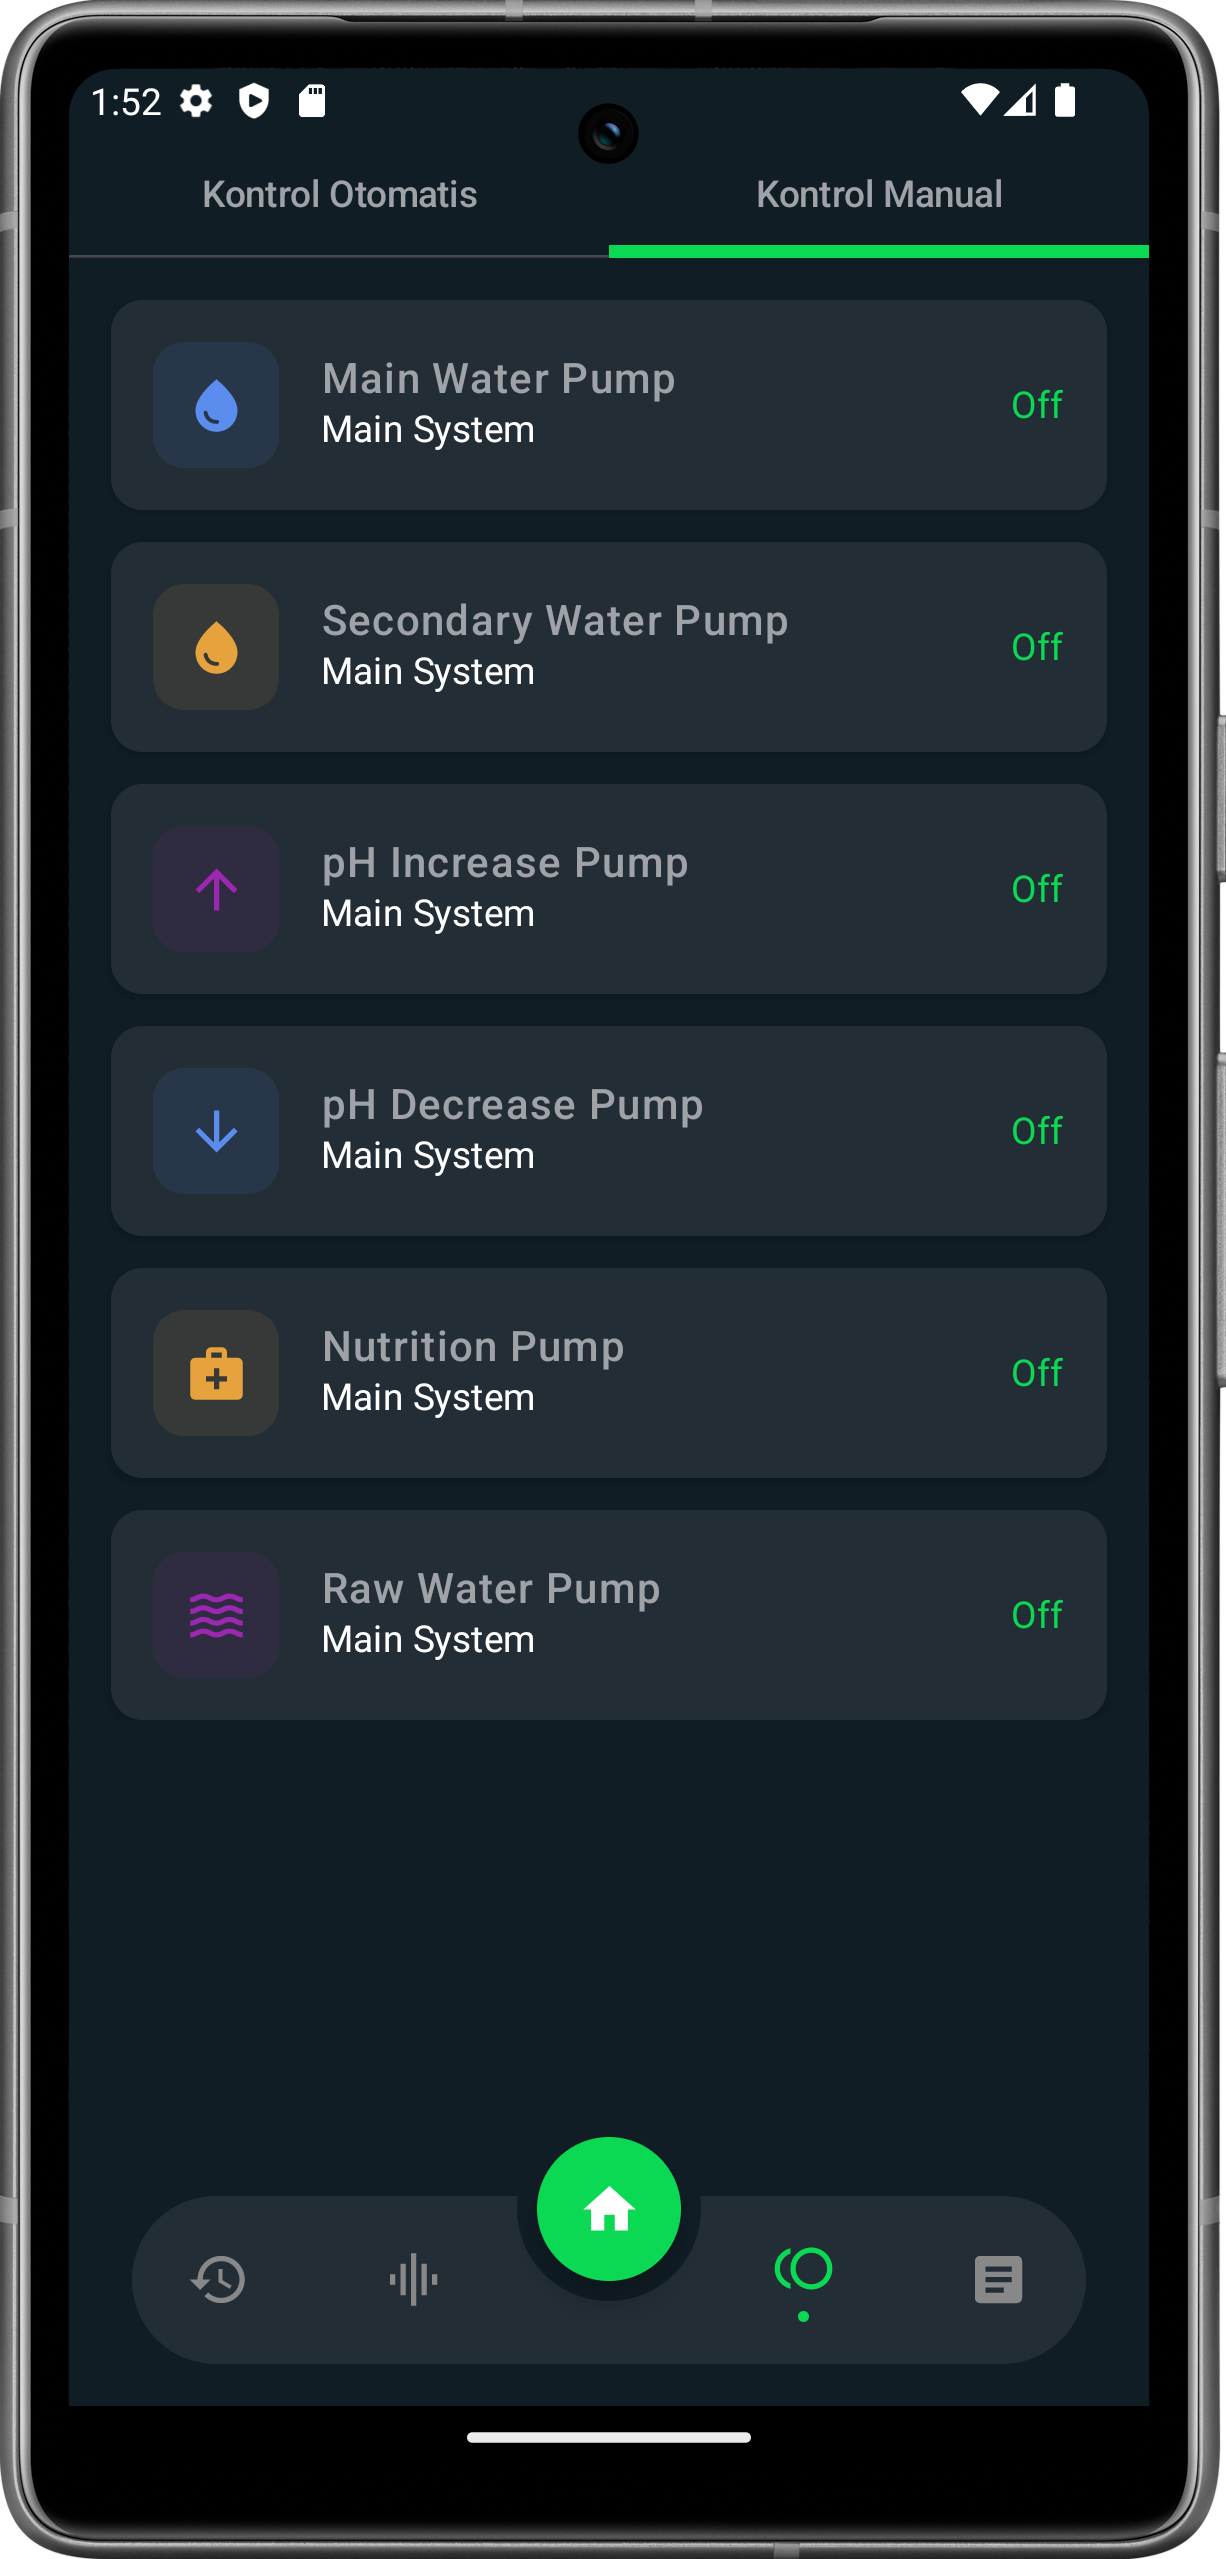 1:52
Kontrol Otomatis
Kontrol Manual
Main Water Pump
Main System
Off
Secondary Water Pump
Main System
Off
pH Increase Pump
Main System
Off
pH Decrease Pump
Main System
Off
Nutrition Pump
Main System
Off
Raw Water Pump
Main System
Off